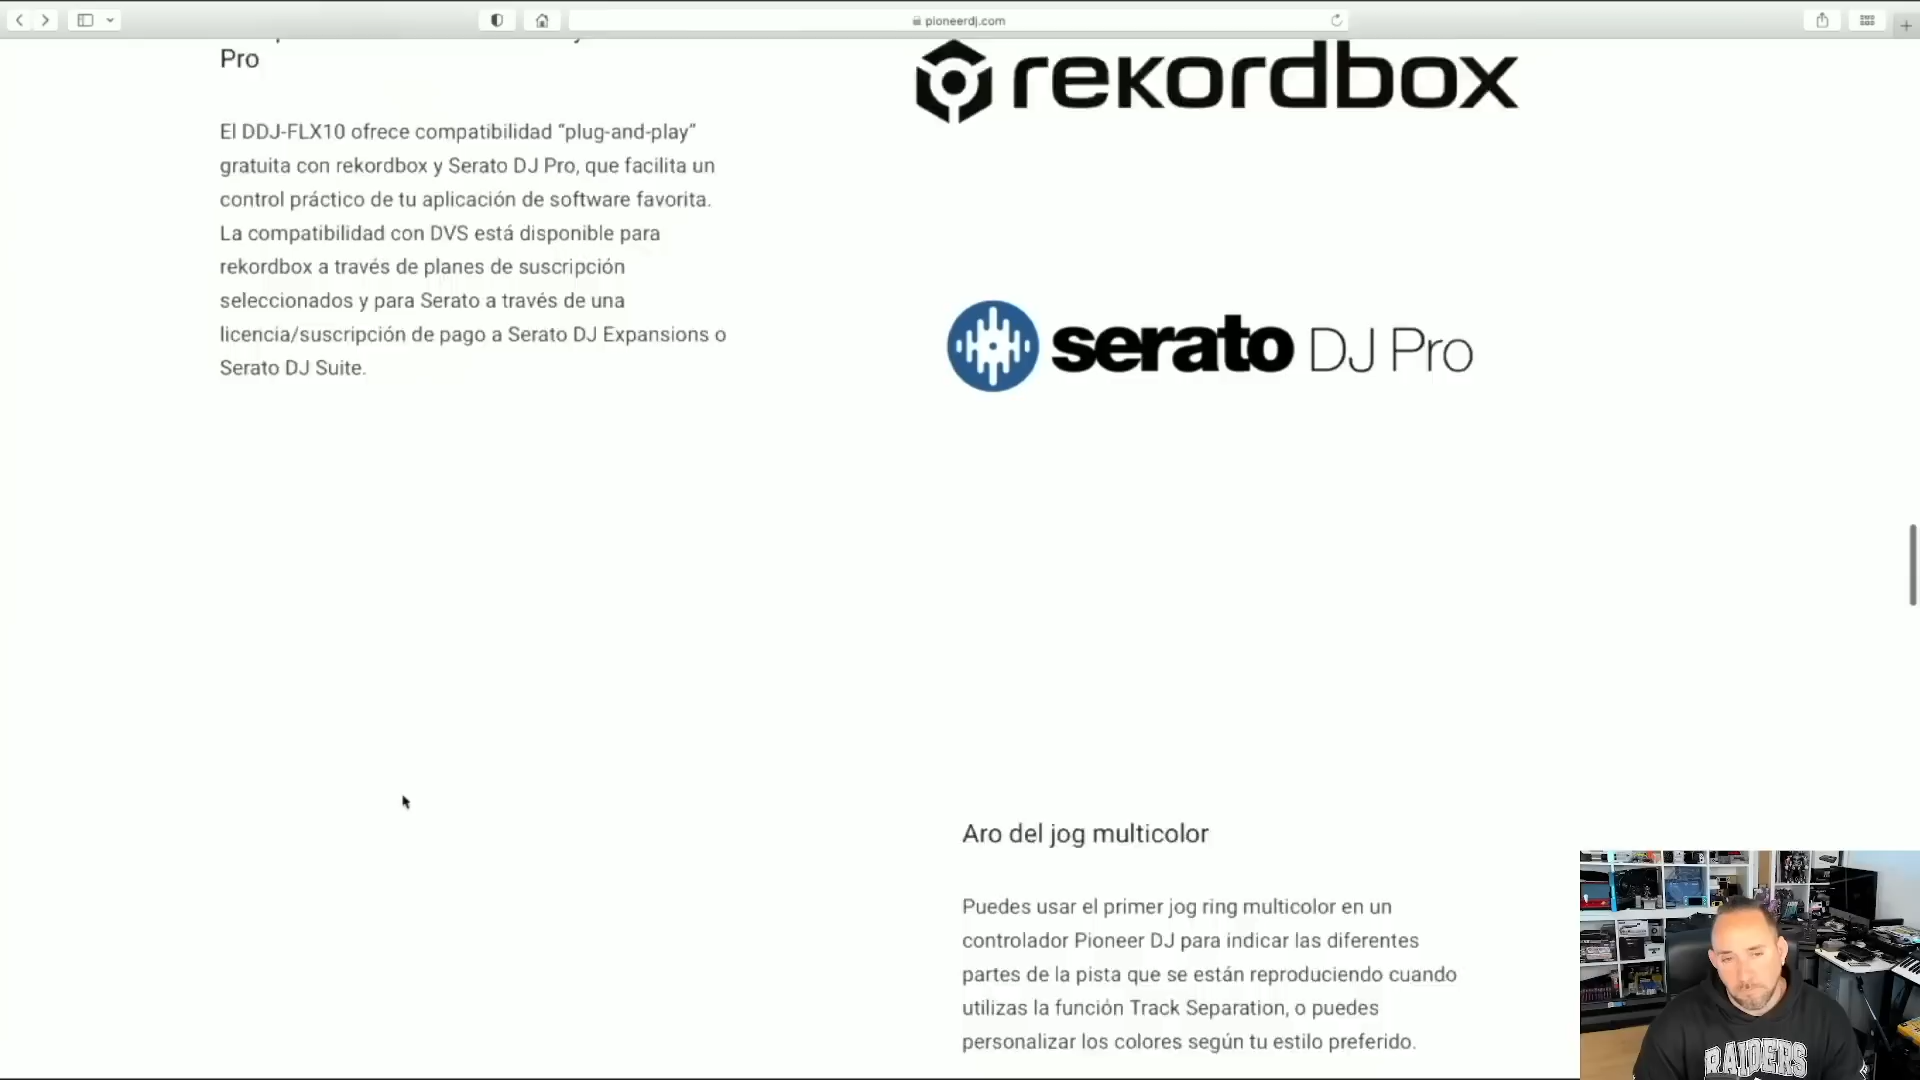 pioneerdj.com
Pro
El DDJ-FLX10 ofrece compatibilidad “plug-and-play”
gratuita con rekordbox y Serato DJ Pro, que facilita un
control práctico de tu aplicación de software favorita.
La compatibilidad con DVS está disponible para
rekordbox a través de planes de suscripción
seleccionados y para Serato a través de una
licencia/suscripción de pago a Serato DJ Expansions o
Serato DJ Suite.
rekordbox
serato DJ Pro
Aro del jog multicolor
Puedes usar el primer jog ring multicolor en un
controlador Pioneer DJ para indicar las diferentes
partes de la pista que se están reproduciendo cuando
utilizas la función Track Separation, o puedes
personalizar los colores según tu estilo preferido.
RAIDERS